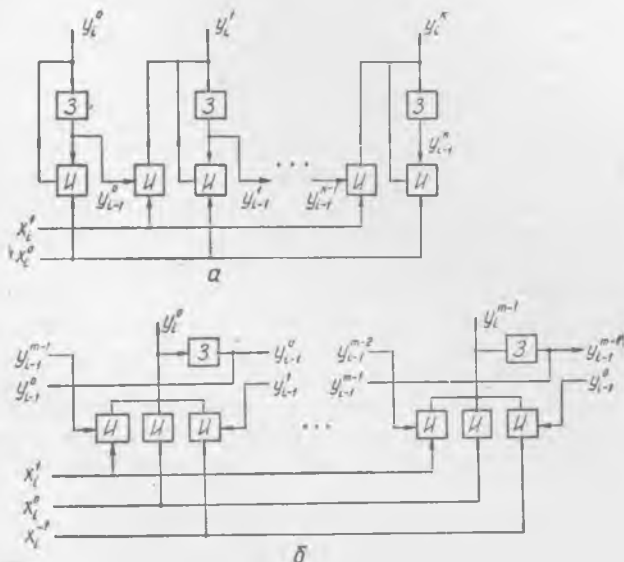 y_i^0 y_i^1 y_i^к
З З З
y_{i-1}^к
И И И И И
y_{i-1}^0 y_{i-1}^1 ... y_{i-1}^{к-1}
x_i^1
x_i^0
а
y_i^0 y_i^{m-1}
y_{i-1}^{m-1} З y_{i-1}^0 y_{i-1}^{m-2} З y_{i-1}^{m-1}
y_{i-1}^0 y_{i-1}^1 y_{i-1}^{m-1} y_{i-1}^0
И И И ... И И И
x_i^1
x_i^0
x_i^{-1}
б